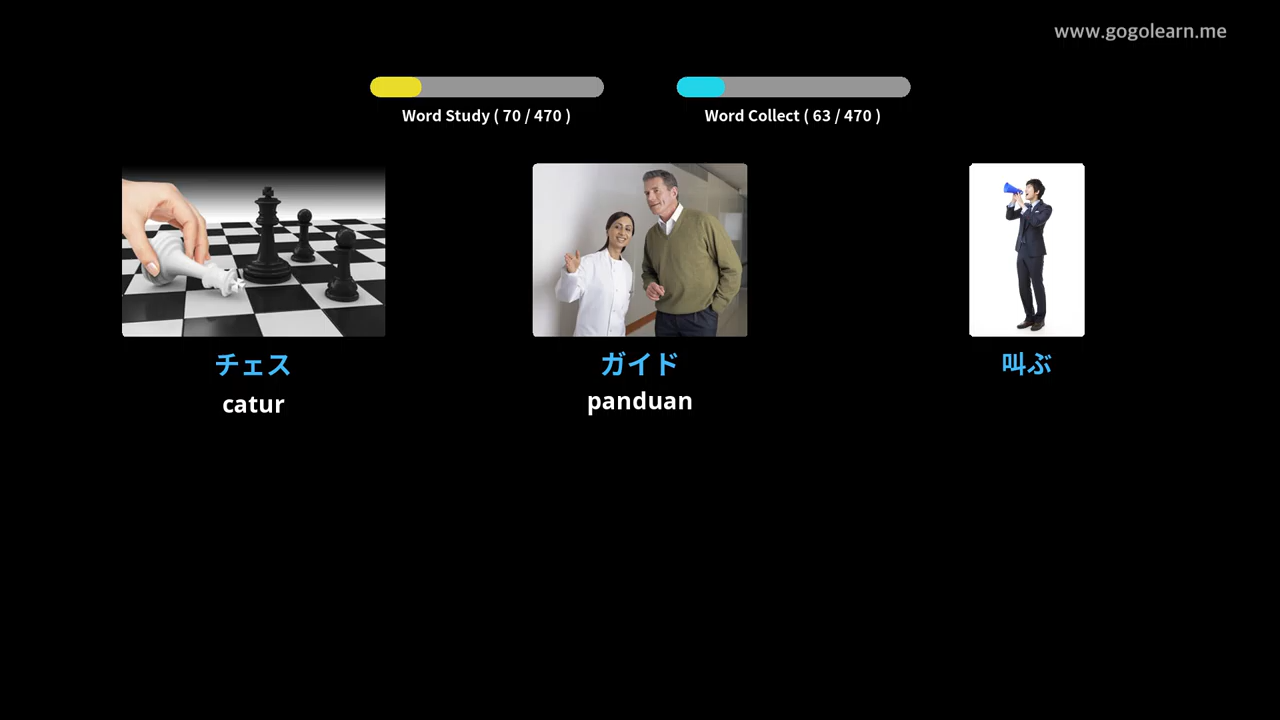 www.gogolearn.me
Word Study ( 70 / 470 )
Word Collect ( 63 / 470 )
チェス
catur
ガイド
panduan
叫ぶ